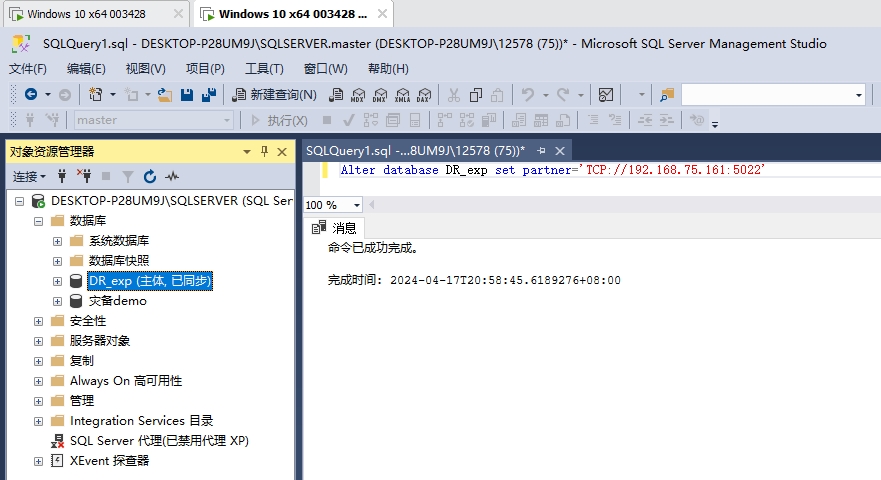 Windows 10 x64 003428
Windows 10 x64 003428 ...
SQLQuery1.sql - DESKTOP-P28UM9J\SQLSERVER.master (DESKTOP-P28UM9J\12578 (75))* - Microsoft SQL Server Management Studio
文件(F) 编辑(E) 视图(V) 项目(P) 工具(T) 窗口(W) 帮助(H)
新建查询(N) MDX DMX XMLA DAX
master 执行(X)
对象资源管理器
连接
DESKTOP-P28UM9J\SQLSERVER (SQL Ser
数据库
系统数据库
数据库快照
DR_exp (主体, 已同步)
灾备demo
安全性
服务器对象
复制
Always On 高可用性
管理
Integration Services 目录
SQL Server 代理(已禁用代理 XP)
XEvent 探查器
SQLQuery1.sql -...8UM9J\12578 (75))*
Alter database DR_exp set partner='TCP://192.168.75.161:5022'
100 %
消息
命令已成功完成。
完成时间: 2024-04-17T20:58:45.6189276+08:00